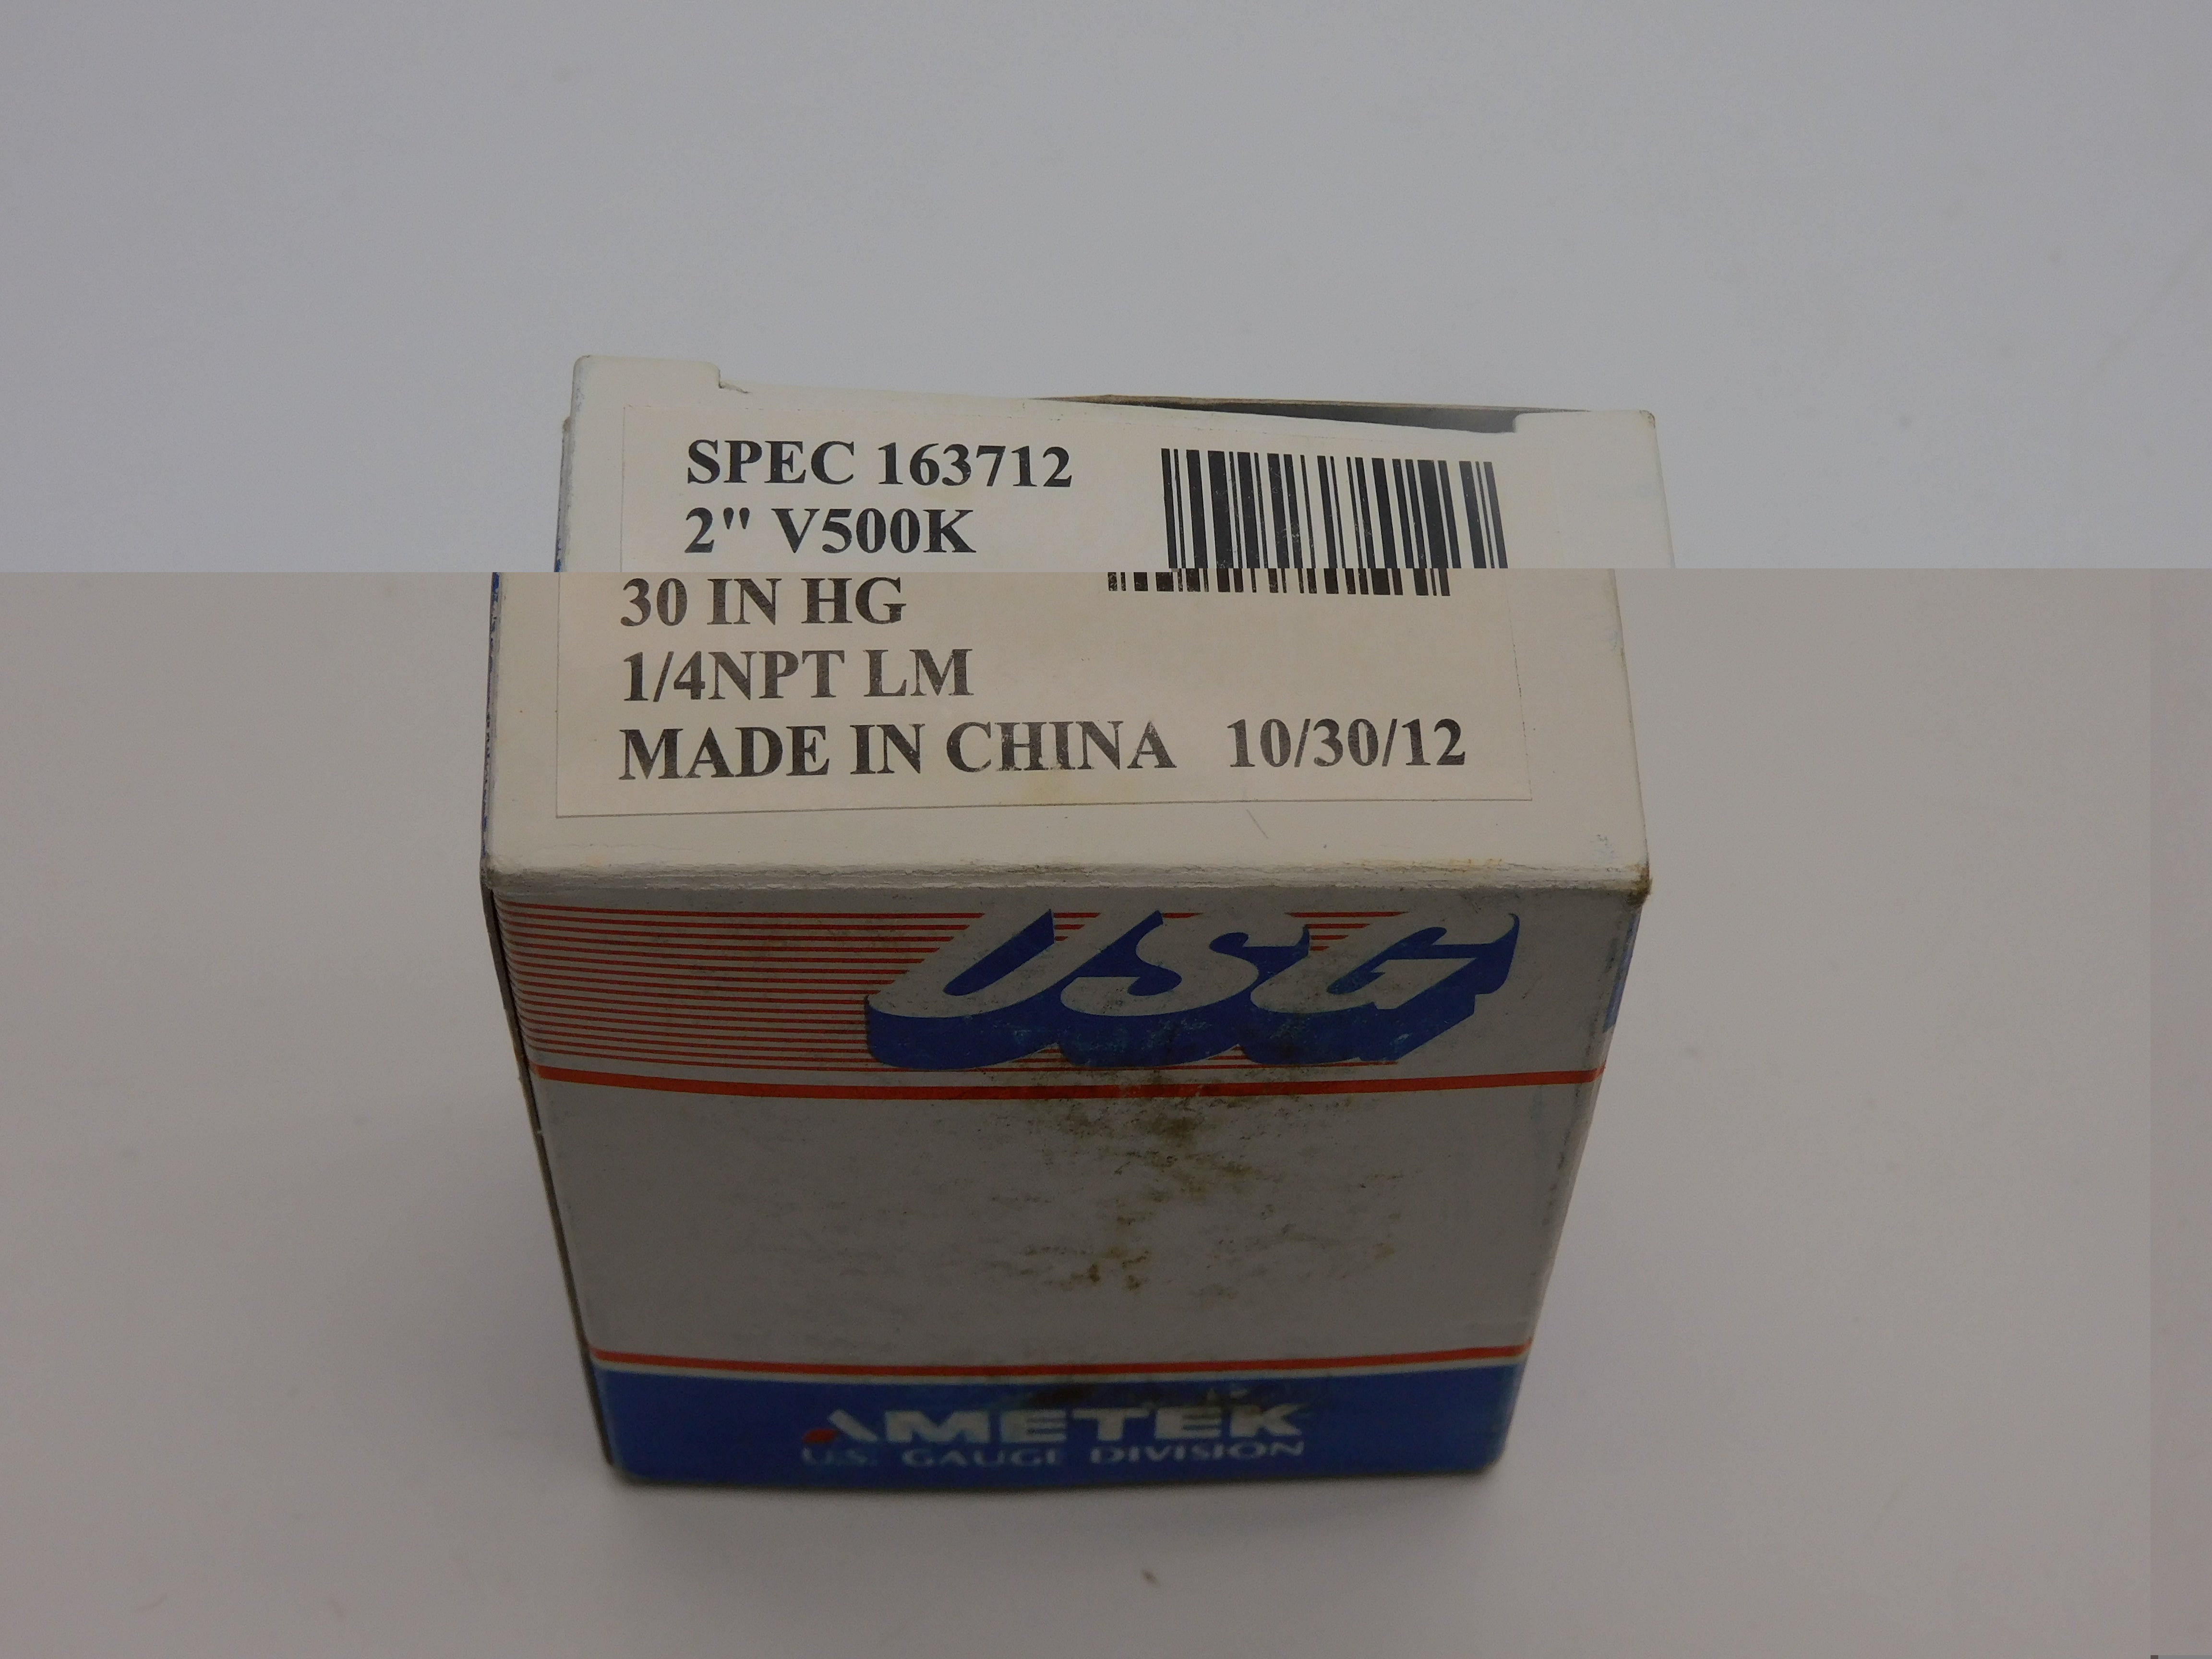 SPEC 163712
2" V500K
30 IN HG
1/4NPT LM
MADE IN CHINA 10/30/12
USG
AMETEK
U.S. GAUGE DIVISION